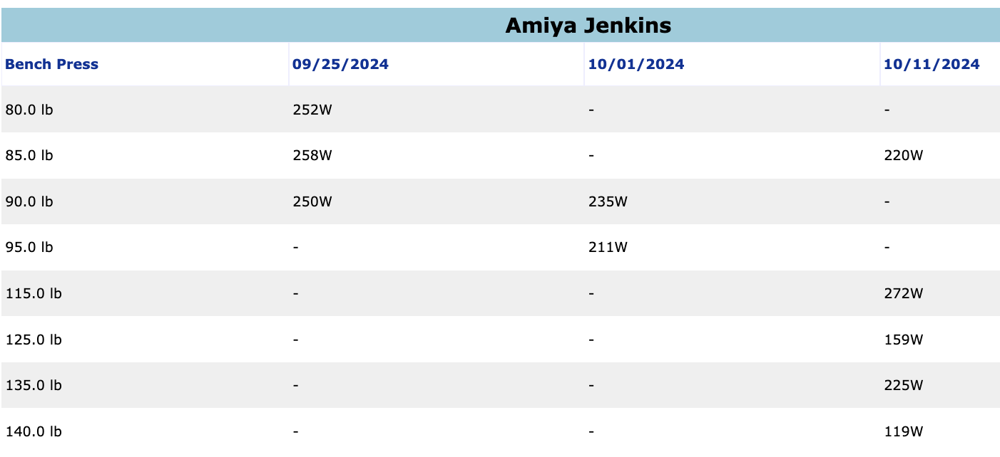 Amiya Jenkins
Bench Press 09/25/2024 10/01/2024 10/11/2024
80.0 lb 252W - -
85.0 lb 258W - 220W
90.0 lb 250W 235W -
95.0 lb - 211W -
115.0 lb - - 272W
125.0 lb - - 159W
135.0 lb - - 225W
140.0 lb - - 119W